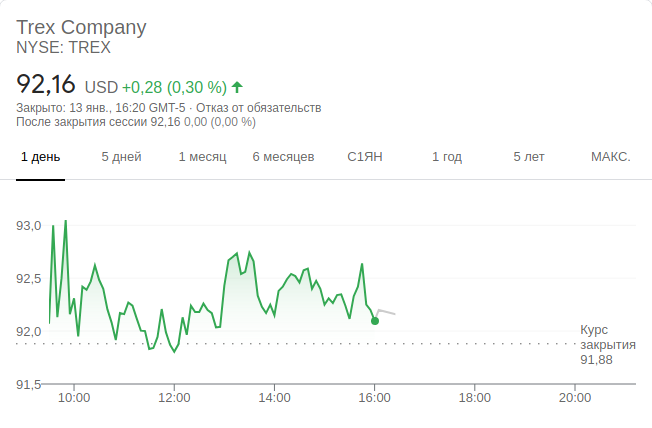 Trex Company
NYSE: TREX
92,16 USD +0,28 (0,30 %)
Закрыто: 13 янв., 16:20 GMT-5 · Отказ от обязательств
После закрытия сессии 92,16 0,00 (0,00 %)
1 день 5 дней 1 месяц 6 месяцев С1ЯН 1 год 5 лет МАКС.
93,0
92,5
92,0
91,5
Курс
закрытия
91,88
10:00 12:00 14:00 16:00 18:00 20:00